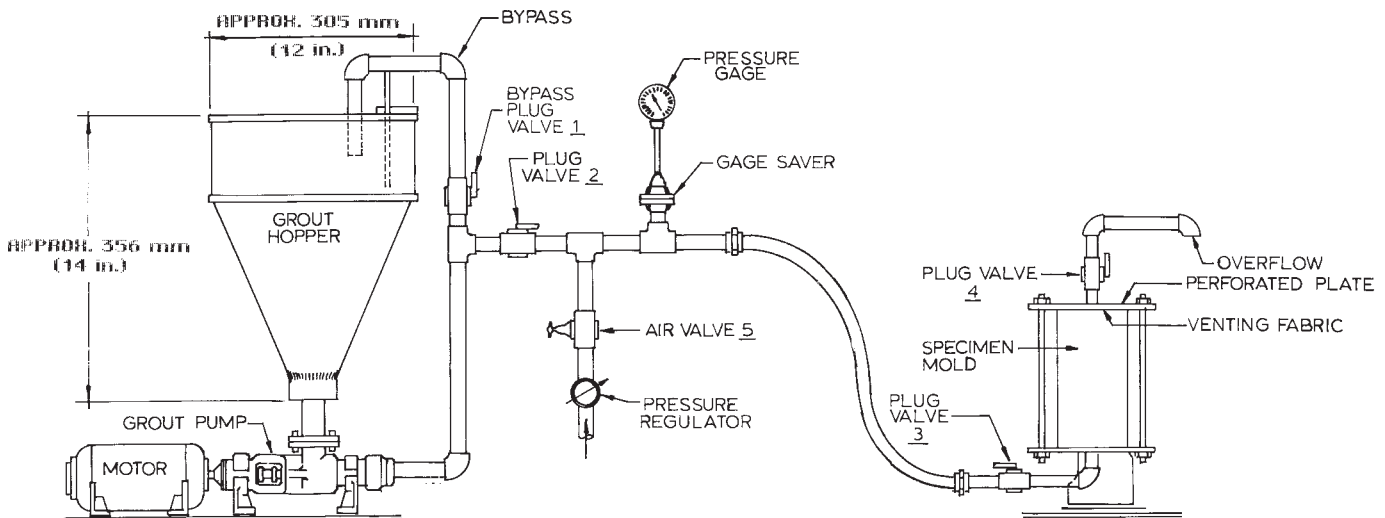 APPROX. 305 mm
(12 in.)
BYPASS
PRESSURE
GAGE
BYPASS
PLUG
VALVE 1
PLUG
VALVE 2
GAGE SAVER
GROUT
HOPPER
APPROX. 356 mm
(14 in.)
PLUG VALVE
4
OVERFLOW
PERFORATED PLATE
VENTING FABRIC
AIR VALVE 5
SPECIMEN
MOLD
PRESSURE
REGULATOR
PLUG
VALVE
3
GROUT PUMP
MOTOR